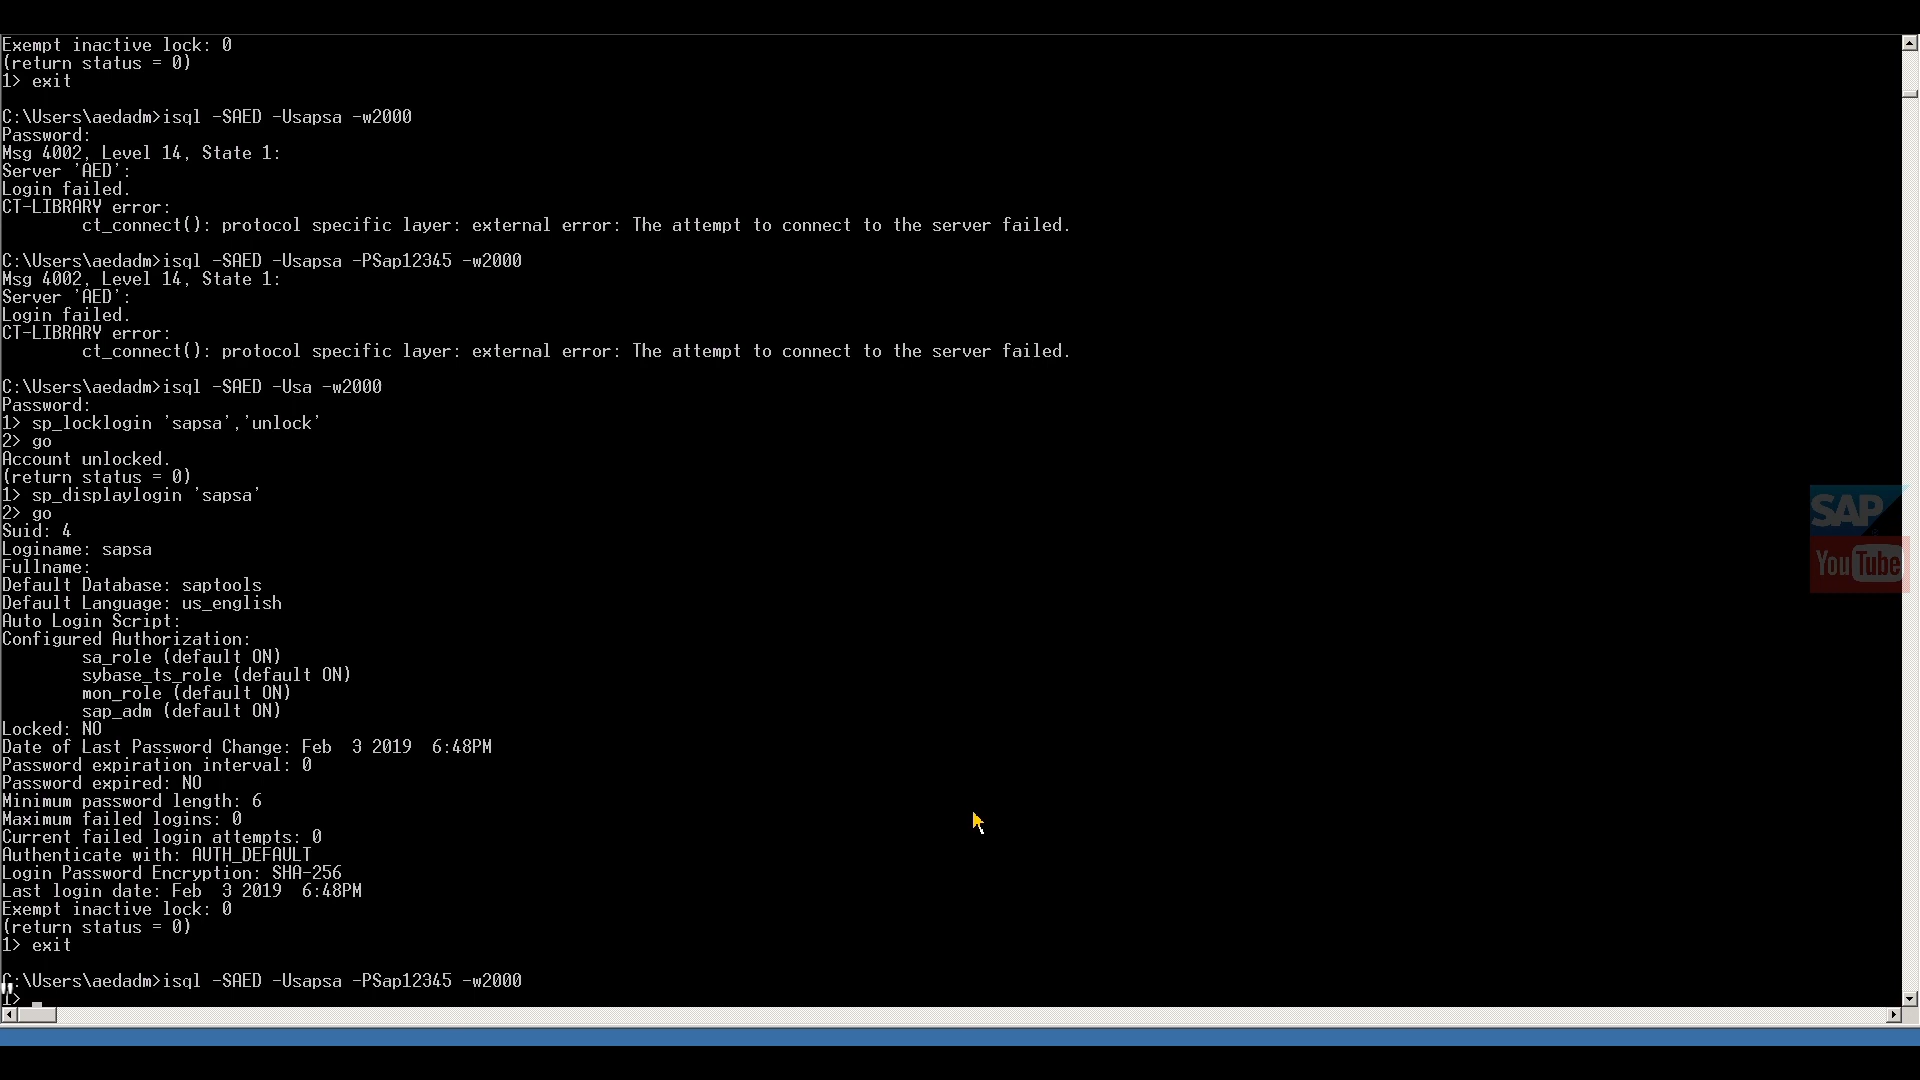 Exempt inactive lock: 0
(return status = 0)
1> exit
C:\Users\aedadm>isql -SAED -Usapsa -w2000
Password:
Msg 4002, Level 14, State 1:
Server 'AED':
Login failed.
CT-LIBRARY error:
ct_connect(): protocol specific layer: external error: The attempt to connect to the server failed.
C:\Users\aedadm>isql -SAED -Usapsa -PSap12345 -w2000
Msg 4002, Level 14, State 1:
Server 'AED':
Login failed.
CT-LIBRARY error:
ct_connect(): protocol specific layer: external error: The attempt to connect to the server failed.
C:\Users\aedadm>isql -SAED -Usa -w2000
Password:
1> sp_locklogin 'sapsa','unlock'
2> go
Account unlocked.
(return status = 0)
1> sp_displaylogin 'sapsa'
2> go
Suid: 4
Loginame: sapsa
Fullname:
Default Database: saptools
Default Language: us_english
Auto Login Script:
Configured Authorization:
sa_role (default ON)
sybase_ts_role (default ON)
mon_role (default ON)
sap_adm (default ON)
Locked: NO
Date of Last Password Change: Feb  3 2019  6:48PM
Password expiration interval: 0
Password expired: NO
Minimum password length: 6
Maximum failed logins: 0
Current failed login attempts: 0
Authenticate with: AUTH_DEFAULT
Login Password Encryption: SHA-256
Last login date: Feb  3 2019  6:48PM
Exempt inactive lock: 0
(return status = 0)
1> exit
C:\Users\aedadm>isql -SAED -Usapsa -PSap12345 -w2000
1>
SAP
YouTube